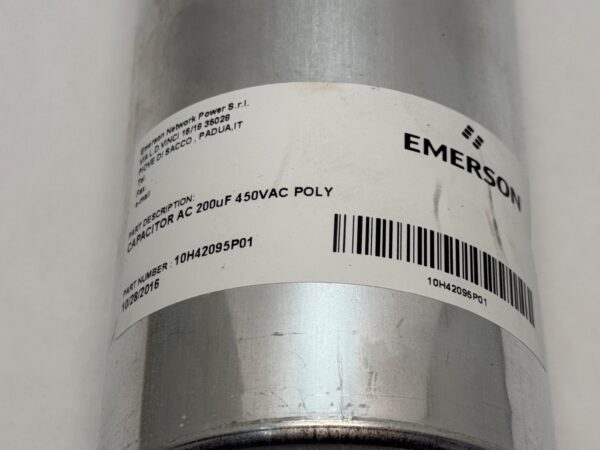 Emerson Network Power S.r.l.
VIA L.D.VINCI 16/18 35028
PIOVE DI SACCO , PADUA,IT
Tel
Fax
e-mail
PART DESCRIPTION:
CAPACITOR AC 200uF 450VAC POLY
PART NUMBER : 10H42095P01
10/28/2016
EMERSON
10H42095P01